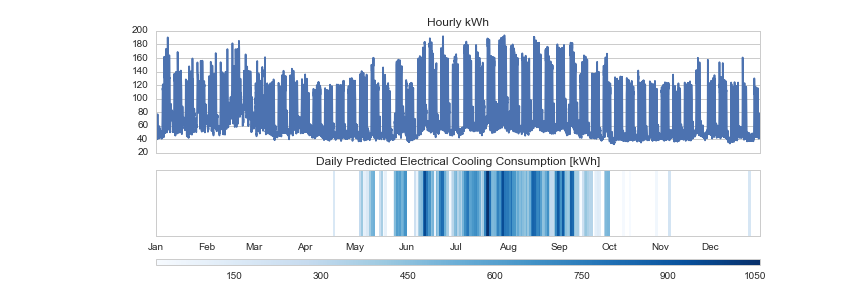 Hourly kWh
200
180
160
140
120
100
80
60
40
20
Daily Predicted Electrical Cooling Consumption [kWh]
Jan Feb Mar Apr May Jun Jul Aug Sep Oct Nov Dec
150 300 450 600 750 900 1050